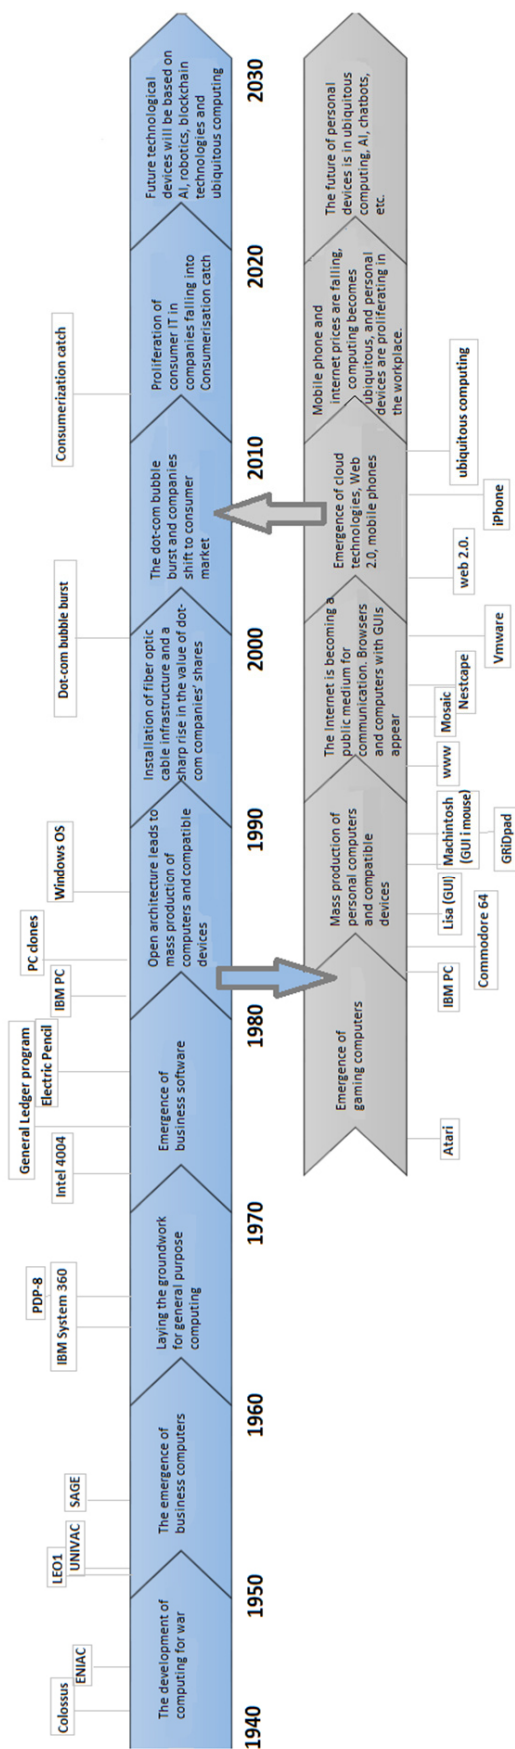 Colossus
ENIAC
LEO1
UNIVAC
SAGE
PDP-8
IBM System 360
Intel 4004
General Ledger program
Electric Pencil
IBM PC
PC clones
Windows OS
Dot-com bubble burst
Consumerization catch
The development of
computing for war
The emergence of
business computers
Laying the groundwork
for general purpose
computing
Emergence of
business software
Open architecture leads to
mass production of
computers and compatible
devices
Installation of fiber optic
cable infrastructure and a
sharp rise in the value of dot-
com companies' shares
The dot-com bubble
burst and companies
shift to consumer
market
Proliferation of
consumer IT in
companies falling into
Consumerisation catch
Future technological
devices will be based on
AI, robotics, blockchain
technologies and
ubiquitous computing
1940
1950
1960
1970
1980
1990
2000
2010
2020
2030
Emergence of
gaming computers
Mass production of
personal computers
and compatible
devices
The Internet is becoming a
public medium for
communication. Browsers
and computers with GUIs
appear
Emergence of cloud
technologies, Web
2.0, mobile phones
Mobile phone and
internet prices are falling,
computing becomes
ubiquitous, and personal
devices are proliferating in
the workplace.
The future of personal
devices is in ubiquitous
computing, AI, chatbots,
etc.
Atari
IBM PC
Commodore 64
Lisa (GUI)
Machintosh
(GUI i mouse)
GRiDpad
www
Mosaic
Nestcape
Vmware
web 2.0.
iPhone
ubiquitous computing